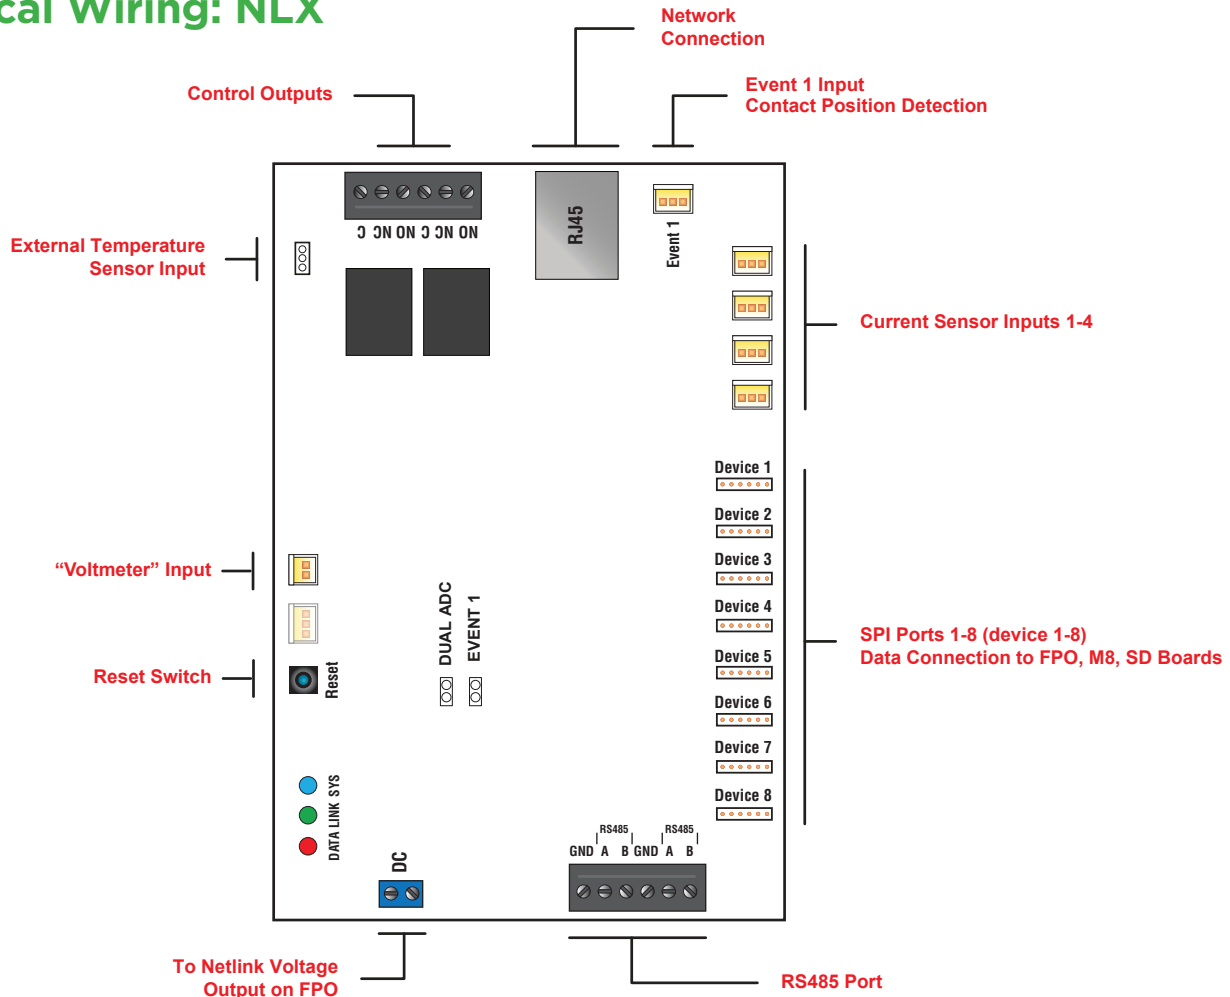 cal Wiring: NLX
Network
Connection
Control Outputs
Event 1 Input
Contact Position Detection
C NC NO C NC NO
RJ45
Event 1
External Temperature
Sensor Input
Current Sensor Inputs 1-4
Device 1
Device 2
Device 3
Device 4
Device 5
Device 6
Device 7
Device 8
“Voltmeter” Input
DUAL ADC
EVENT 1
SPI Ports 1-8 (device 1-8)
Data Connection to FPO, M8, SD Boards
Reset Switch
Reset
DATA LINK SYS
DC
RS485 RS485
GND A B GND A B
To Netlink Voltage
Output on FPO
RS485 Port